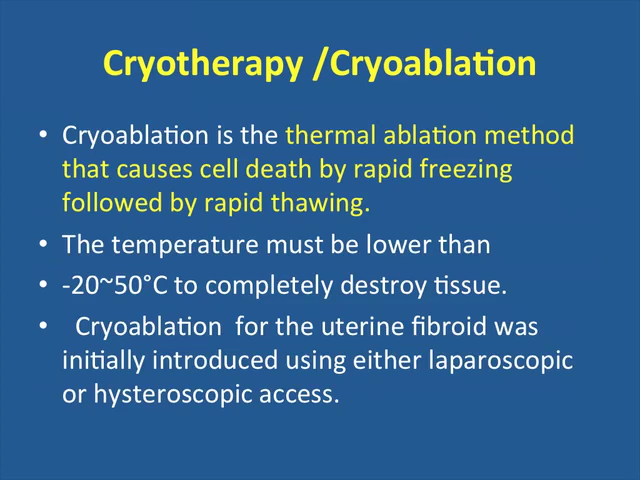 Cryotherapy /Cryoablation
• Cryoablation is the thermal ablation method
that causes cell death by rapid freezing
followed by rapid thawing.
• The temperature must be lower than
• -20~50°C to completely destroy tissue.
• Cryoablation for the uterine fibroid was
initially introduced using either laparoscopic
or hysteroscopic access.